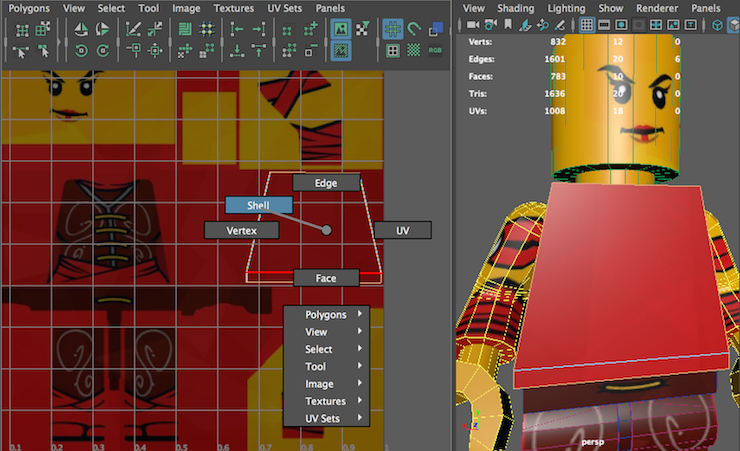 Polygons View Select Tool Image Textures UV Sets Panels
View Shading Lighting Show Renderer Panels
RGB
Verts: 832 12 0
Edges: 1601 20 6
Faces: 783 10 0
Tris: 1636 20 0
UVs: 1008 18 0
Edge
Shell
Vertex
UV
Face
Polygons
View
Select
Tool
Image
Textures
UV Sets
0.1 0.2 0.3 0.4 0.5 0.6 0.7 0.8 0.9 1
persp